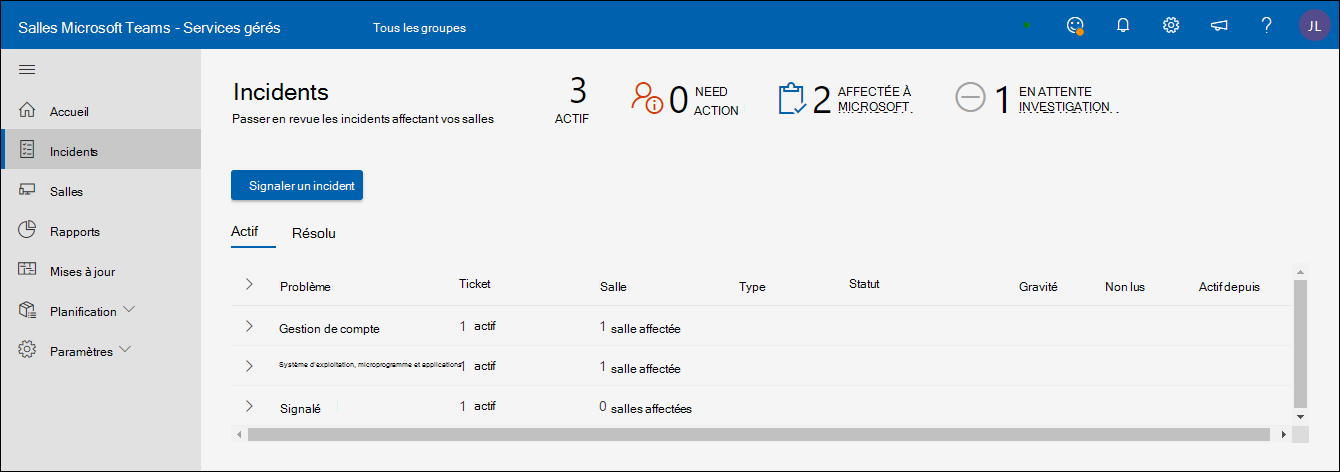 Salles Microsoft Teams - Services gérés
Tous les groupes
JL
Accueil
Incidents
Salles
Rapports
Mises à jour
Planification
Paramètres
Incidents
Passer en revue les incidents affectant vos salles
3
ACTIF
0 NEED
ACTION
2 AFFECTÉE À
MICROSOFT
1 EN ATTENTE
INVESTIGATION
Signaler un incident
Actif Résolu
Problème Ticket Salle Type Statut Gravité Non lus Actif depuis
Gestion de compte 1 actif 1 salle affectée
Système d'exploitation, microprogramme et applications 1 actif 1 salle affectée
Signalé 1 actif 0 salles affectées